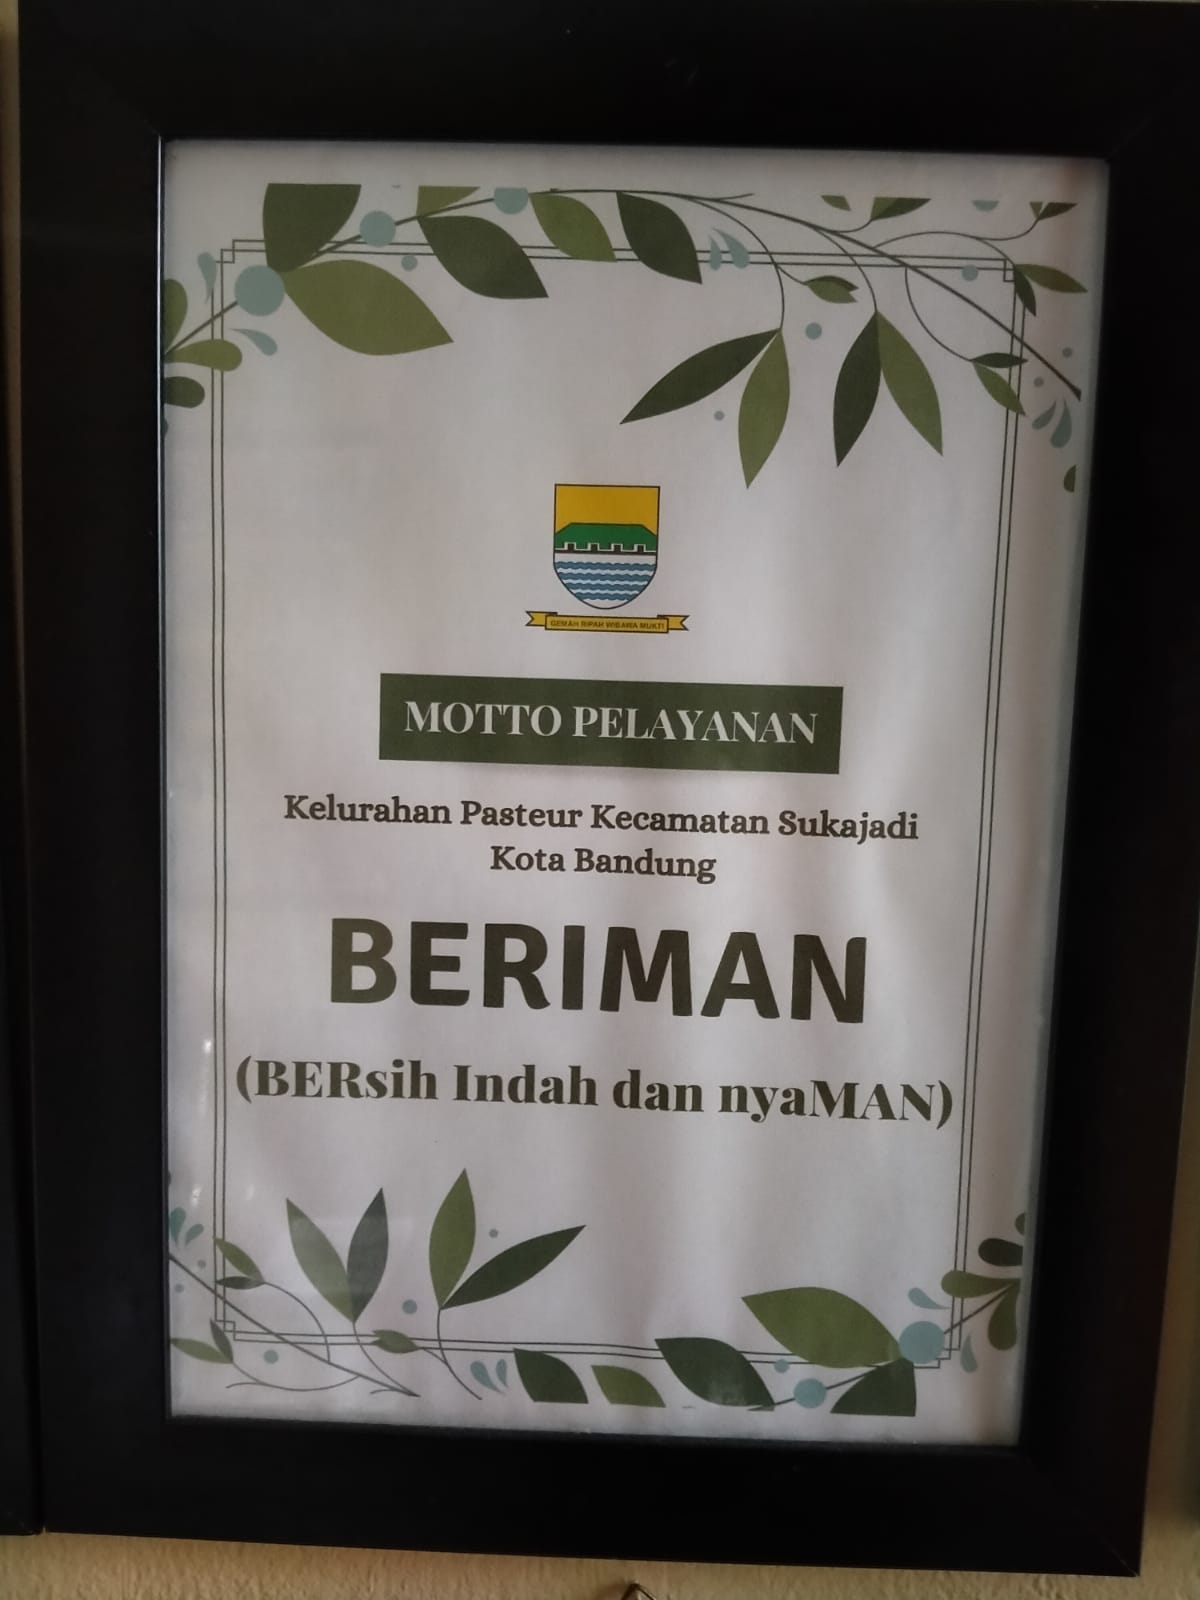 GEMAH RIPAH WIBAWA MUKTI
MOTTO PELAYANAN
Kelurahan Pasteur Kecamatan Sukajadi
Kota Bandung
BERIMAN
(BERsih Indah dan nyaMAN)